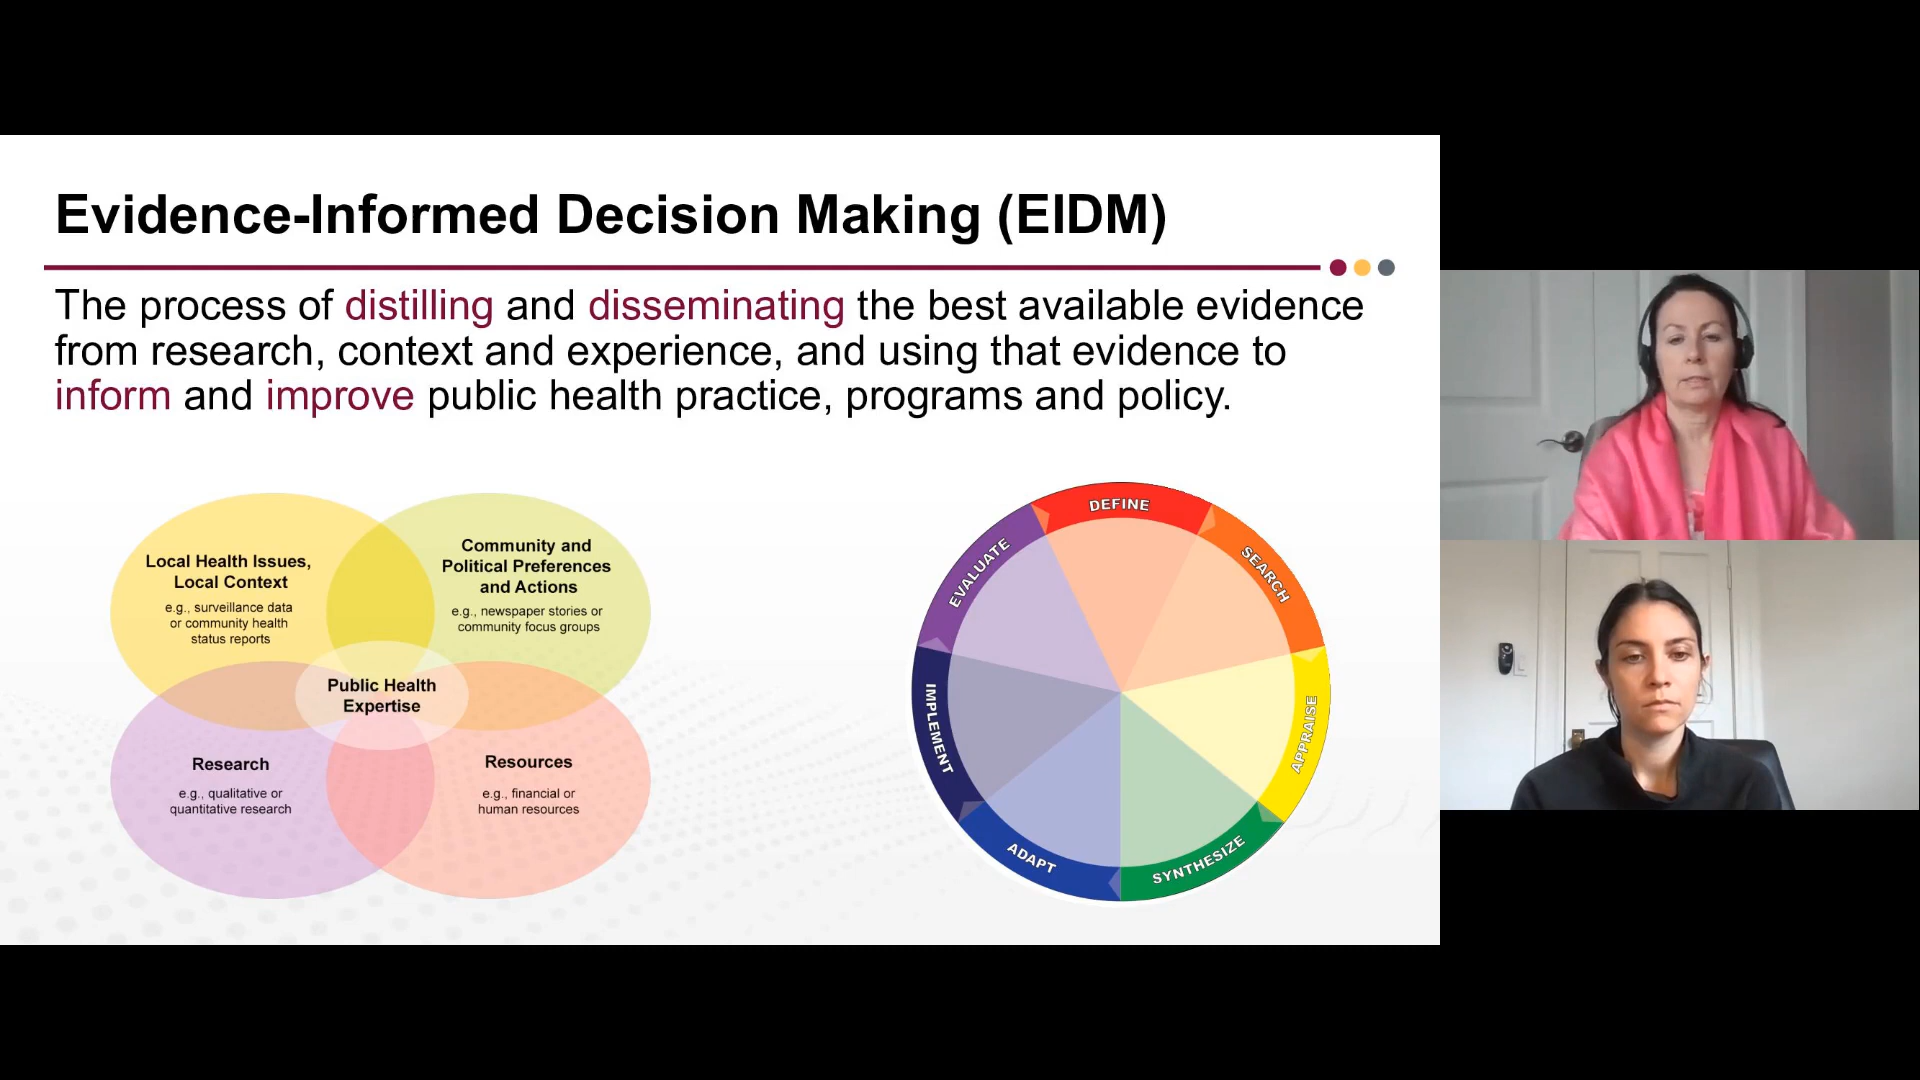 Evidence-Informed Decision Making (EIDM)
The process of distilling and disseminating the best available evidence
from research, context and experience, and using that evidence to
inform and improve public health practice, programs and policy.
Local Health Issues,
Local Context
e.g., surveillance data
or community health
status reports
Community and
Political Preferences
and Actions
e.g., newspaper stories or
community focus groups
Public Health
Expertise
Research
e.g., qualitative or
quantitative research
Resources
e.g., financial or
human resources
DEFINE
SEARCH
APPRAISE
SYNTHESIZE
ADAPT
IMPLEMENT
EVALUATE